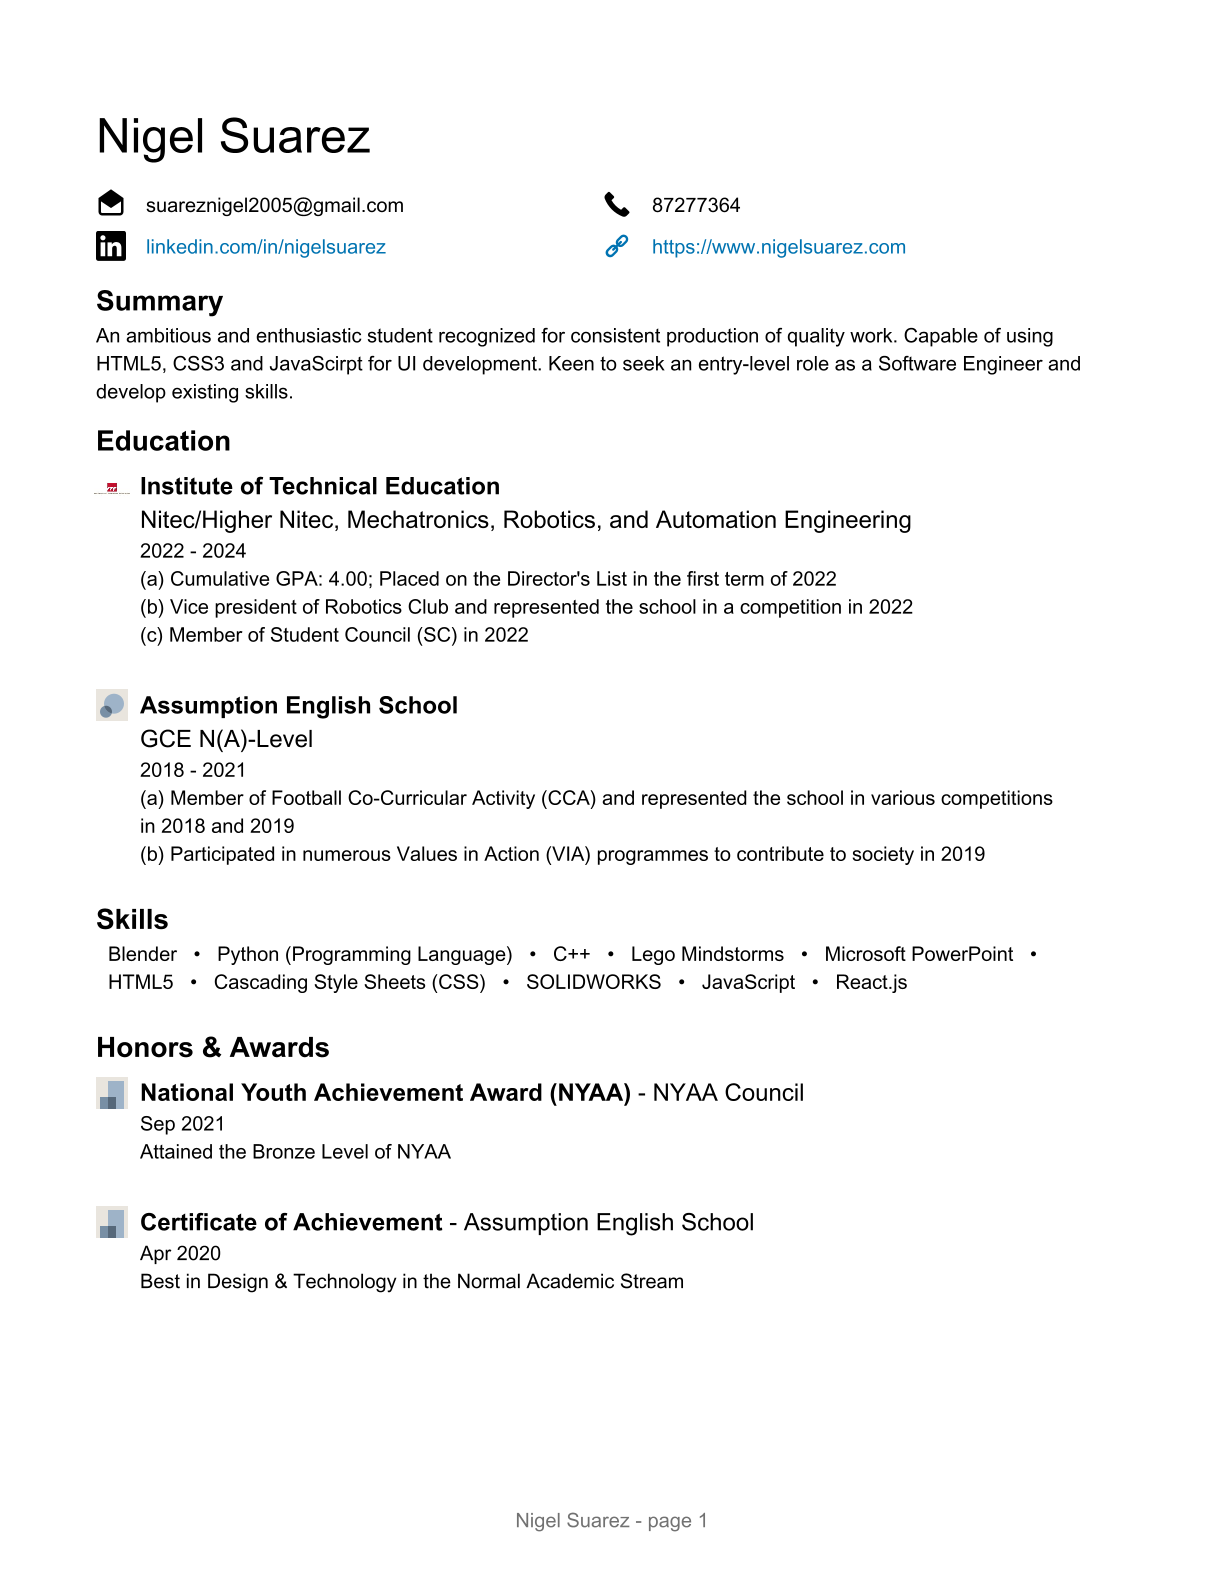 Nigel Suarez
suareznigel2005@gmail.com
87277364
linkedin.com/in/nigelsuarez
https://www.nigelsuarez.com
Summary
An ambitious and enthusiastic student recognized for consistent production of quality work. Capable of using
HTML5, CSS3 and JavaScirpt for UI development. Keen to seek an entry-level role as a Software Engineer and
develop existing skills.
Education
Institute of Technical Education
Nitec/Higher Nitec, Mechatronics, Robotics, and Automation Engineering
2022 - 2024
(a) Cumulative GPA: 4.00; Placed on the Director's List in the first term of 2022
(b) Vice president of Robotics Club and represented the school in a competition in 2022
(c) Member of Student Council (SC) in 2022
Assumption English School
GCE N(A)-Level
2018 - 2021
(a) Member of Football Co-Curricular Activity (CCA) and represented the school in various competitions
in 2018 and 2019
(b) Participated in numerous Values in Action (VIA) programmes to contribute to society in 2019
Skills
Blender • Python (Programming Language) • C++ • Lego Mindstorms • Microsoft PowerPoint •
HTML5 • Cascading Style Sheets (CSS) • SOLIDWORKS • JavaScript • React.js
Honors & Awards
National Youth Achievement Award (NYAA) - NYAA Council
Sep 2021
Attained the Bronze Level of NYAA
Certificate of Achievement - Assumption English School
Apr 2020
Best in Design & Technology in the Normal Academic Stream
Nigel Suarez - page 1